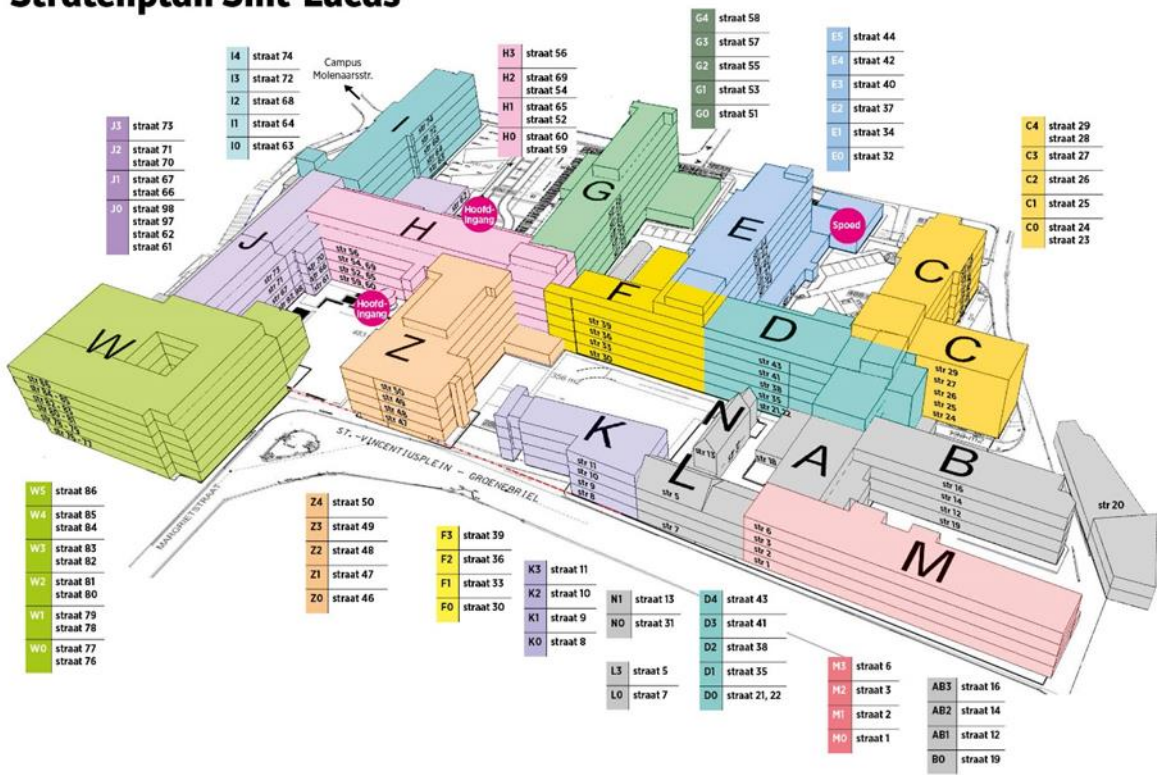 Stratenplan Sint-Lucas
G4 straat 58
G3 straat 57
G2 straat 55
G1 straat 53
G0 straat 51
E5 straat 44
E4 straat 42
E3 straat 40
E2 straat 37
E1 straat 34
E0 straat 32
I4 straat 74
I3 straat 72
I2 straat 68
I1 straat 64
I0 straat 63
Campus
Molenaarsstr.
H3 straat 56
H2 straat 69
straat 54
H1 straat 65
straat 52
H0 straat 60
straat 59
J3 straat 73
J2 straat 71
straat 70
J1 straat 67
straat 66
J0 straat 98
straat 97
straat 62
straat 61
C4 straat 29
straat 28
C3 straat 27
C2 straat 26
C1 straat 25
C0 straat 24
straat 23
I
G
E
Spoed
Hoofd-
ingang
H
J
str 56
str 54, 69
str 52, 65
str 59, 60
Hoofd-
ingang
C
F
str 39
str 36
str 33
str 30
D
str 43
str 41
str 38
str 35
str 21,22
C
str 29
str 27
str 26
str 25
str 24
W
Z
str 50
str 49
str 48
str 47
K
str 11
str 10
str 9
str 8
N
str 13
L
str 5
str 7
A
str 18
B
str 16
str 14
str 12
str 19
str 20
M
str 6
str 3
str 2
str 1
ST.-VINCENTIUSPLEIN - GROENEBRIEL
MARGRIETSTRAAT
W5 straat 86
W4 straat 85
straat 84
W3 straat 83
straat 82
W2 straat 81
straat 80
W1 straat 79
straat 78
W0 straat 77
straat 76
Z4 straat 50
Z3 straat 49
Z2 straat 48
Z1 straat 47
Z0 straat 46
F3 straat 39
F2 straat 36
F1 straat 33
F0 straat 30
K3 straat 11
K2 straat 10
K1 straat 9
K0 straat 8
N1 straat 13
N0 straat 31
L3 straat 5
L0 straat 7
D4 straat 43
D3 straat 41
D2 straat 38
D1 straat 35
D0 straat 21, 22
M3 straat 6
M2 straat 3
M1 straat 2
M0 straat 1
AB3 straat 16
AB2 straat 14
AB1 straat 12
B0 straat 19